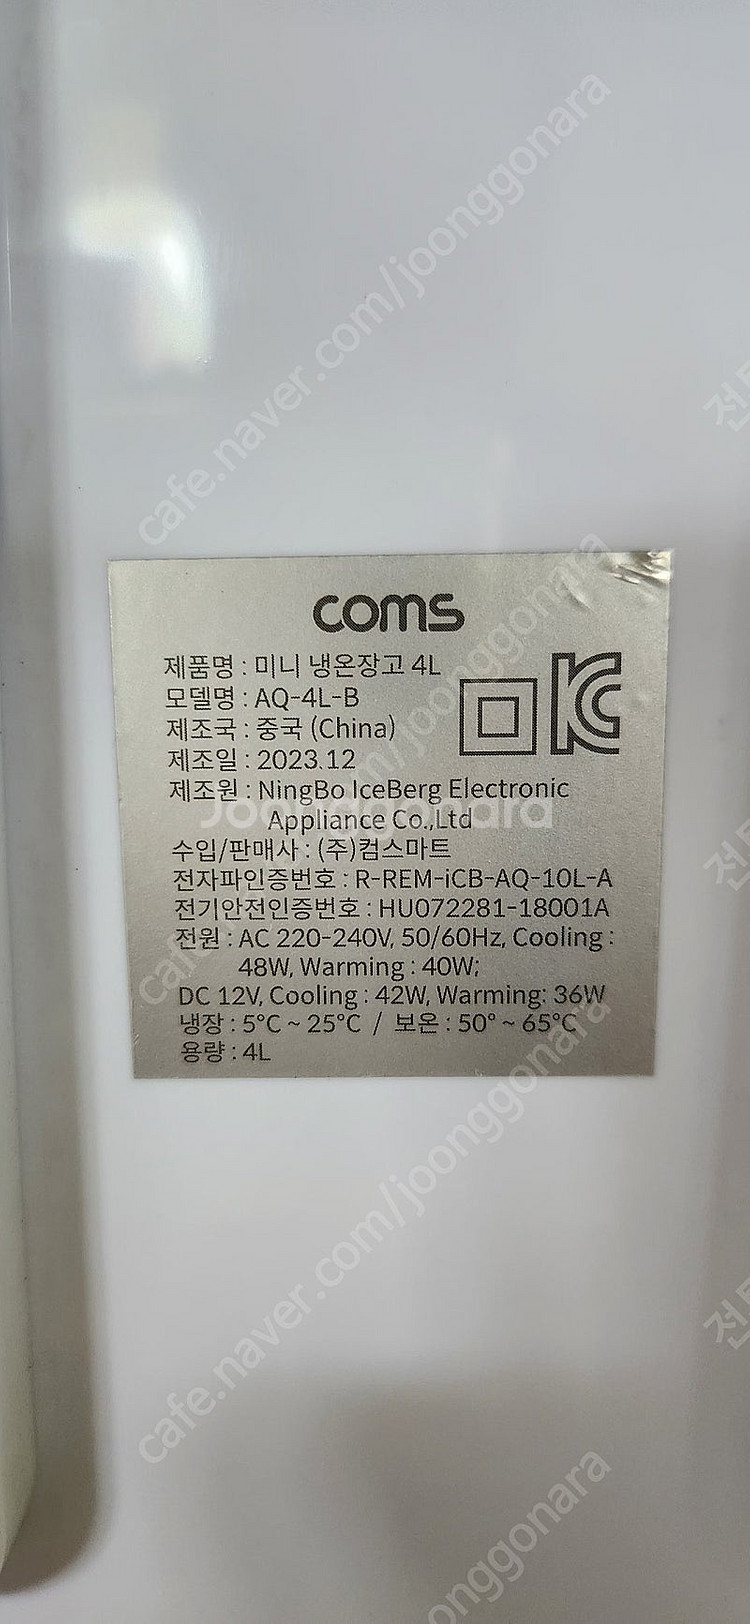 coms
제품명 : 미니 냉온장고 4L
모델명 : AQ-4L-B
제조국 : 중국 (China)
제조일 : 2023.12
제조원 : NingBo IceBerg Electronic
Appliance Co.,Ltd
수입/판매사 : (주)컴스마트
전자파인증번호 : R-REM-iCB-AQ-10L-A
전기안전인증번호 : HU072281-18001A
전원 : AC 220-240V, 50/60Hz, Cooling :
48W, Warming : 40W;
DC 12V, Cooling : 42W, Warming: 36W
냉장 : 5°C ~ 25°C / 보온 : 50° ~ 65°C
용량 : 4L
Joonggonara
cafe.naver.com/joonggonara
cafe.naver.com/joonggonara
cafe.naver.com/joonggonara